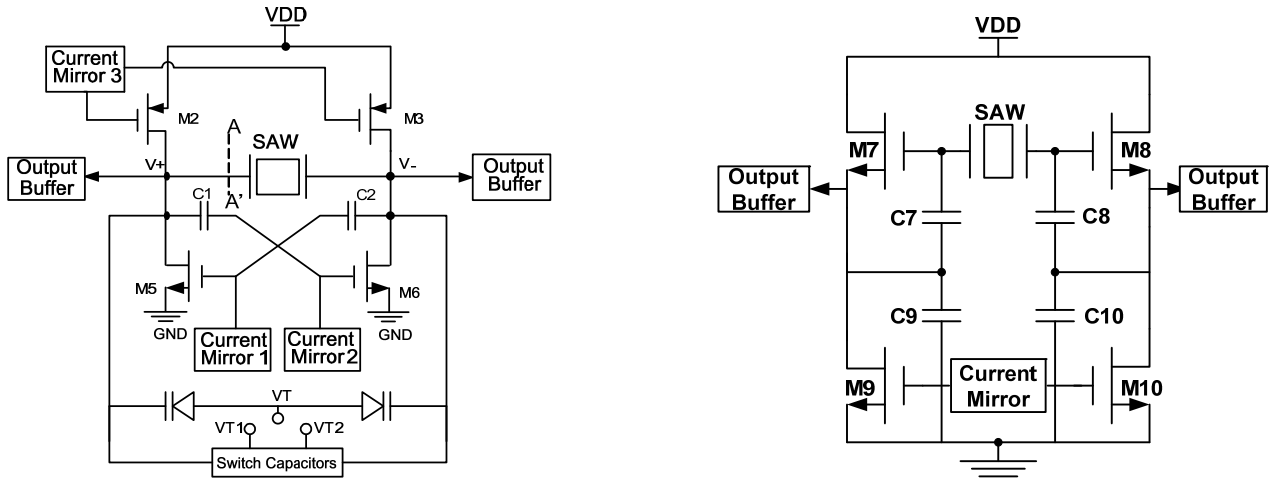 VDD
Current
Mirror 3
M2
M3
A
SAW
V+
V-
Output
Buffer
Output
Buffer
A'
C1
C2
M5
M6
GND
GND
Current
Mirror 1
Current
Mirror 2
VT
VT1
VT2
Switch Capacitors
VDD
SAW
M7
M8
Output
Buffer
Output
Buffer
C7
C8
C9
C10
Current
Mirror
M9
M10